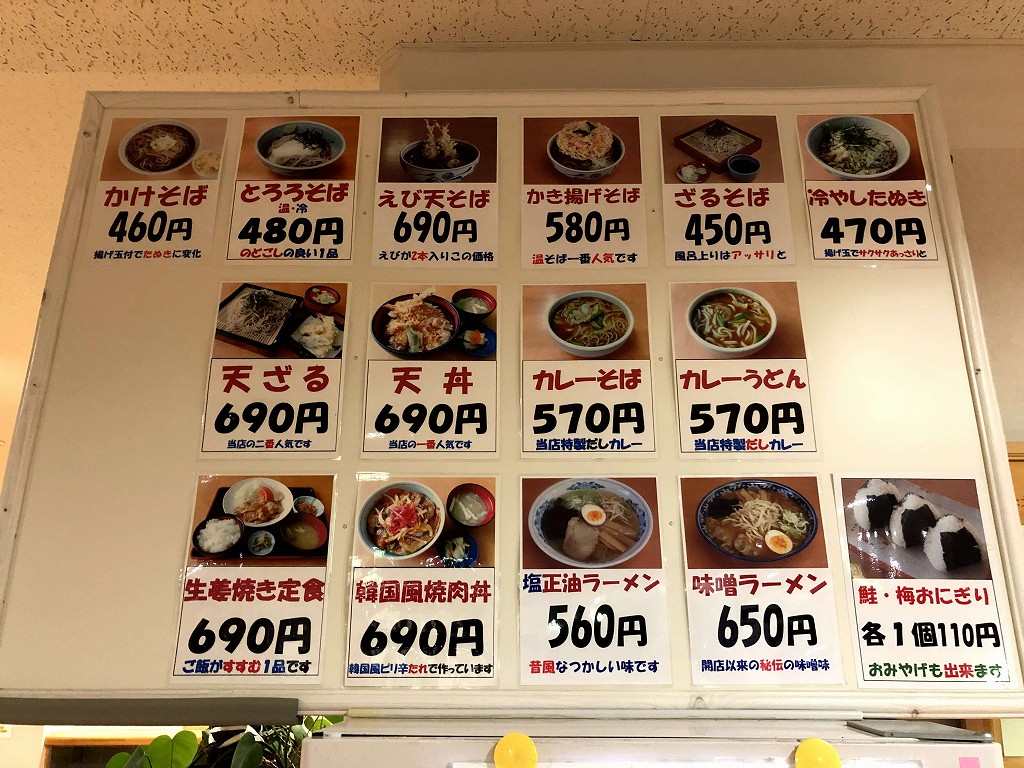 かけそば
460円
揚げ玉付でたぬきに変化
とろろそば
温・冷
480円
のどごしの良い1品
えび天そば
690円
えびが2本入りこの価格
かき揚げそば
580円
温そば一番人気です
ざるそば
450円
風呂上りはアッサリと
冷やしたぬき
470円
揚げ玉でサクサクあっさりと
天ざる
690円
当店の二番人気です
天丼
690円
当店の一番人気です
カレーそば
570円
当店特製だしカレー
カレーうどん
570円
当店特製だしカレー
生姜焼き定食
690円
ご飯がすすむ1品です
韓国風焼肉丼
690円
韓国風ピリ辛たれで作っています
塩正油ラーメン
560円
昔風なつかしい味です
味噌ラーメン
650円
開店以来の秘伝の味噌味
鮭・梅おにぎり
各1個110円
おみやげも出来ます